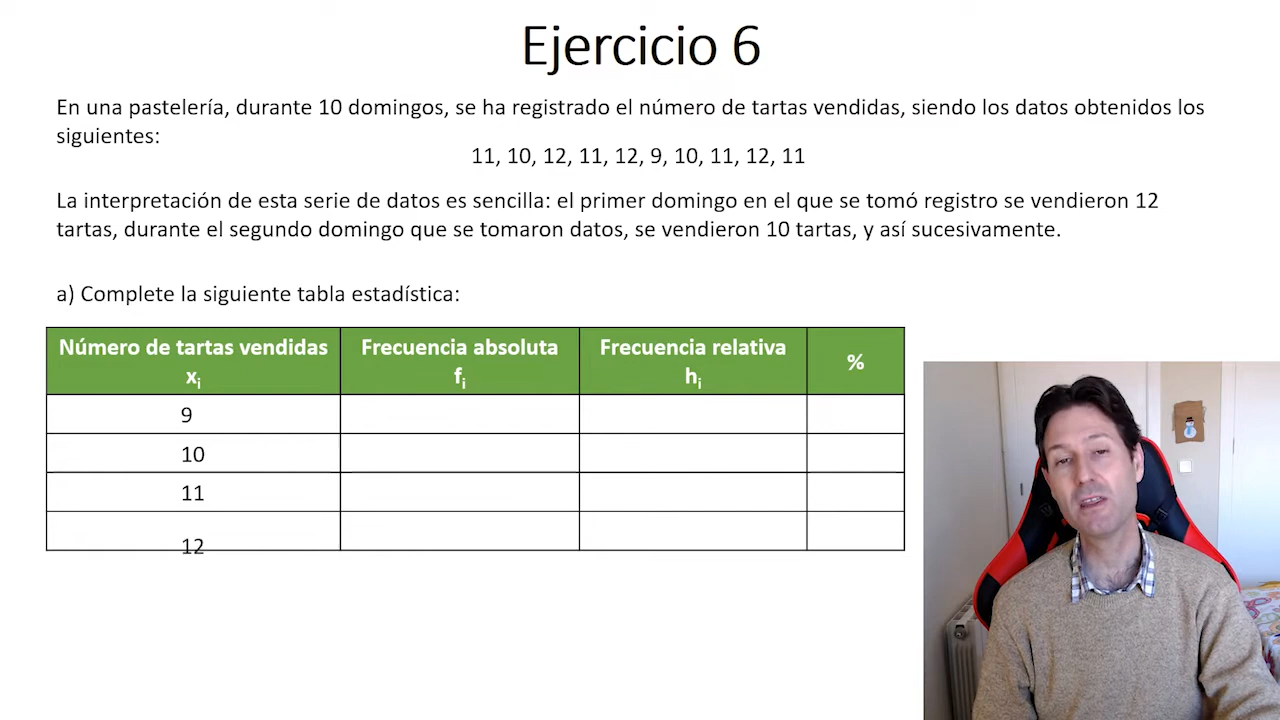 Ejercicio 6
En una pastelería, durante 10 domingos, se ha registrado el número de tartas vendidas, siendo los datos obtenidos los
siguientes:
11, 10, 12, 11, 12, 9, 10, 11, 12, 11
La interpretación de esta serie de datos es sencilla: el primer domingo en el que se tomó registro se vendieron 12
tartas, durante el segundo domingo que se tomaron datos, se vendieron 10 tartas, y así sucesivamente.
a) Complete la siguiente tabla estadística:
Número de tartas vendidas Frecuencia absoluta Frecuencia relativa %
xi fi hi
9
10
11
12